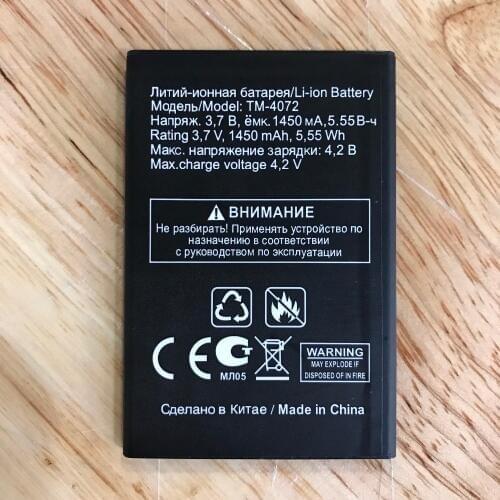 Литий-ионная батарея/Li-ion Battery
Модель/Model: TM-4072
Напряж. 3,7 В, ёмк. 1450 мА,5.55В-ч
Rating 3,7 V, 1450 mAh, 5,55 Wh
Макс. напряжение зарядки: 4,2 В
Max.charge voltage 4,2 V
ВНИМАНИЕ
Не разбирать! Применять устройство по
назначению в соответствии
с руководством по эксплуатации
CE
МЛ05
WARNING
MAY EXPLODE IF
DISPOSED OF IN FIRE
Сделано в Китае / Made in China